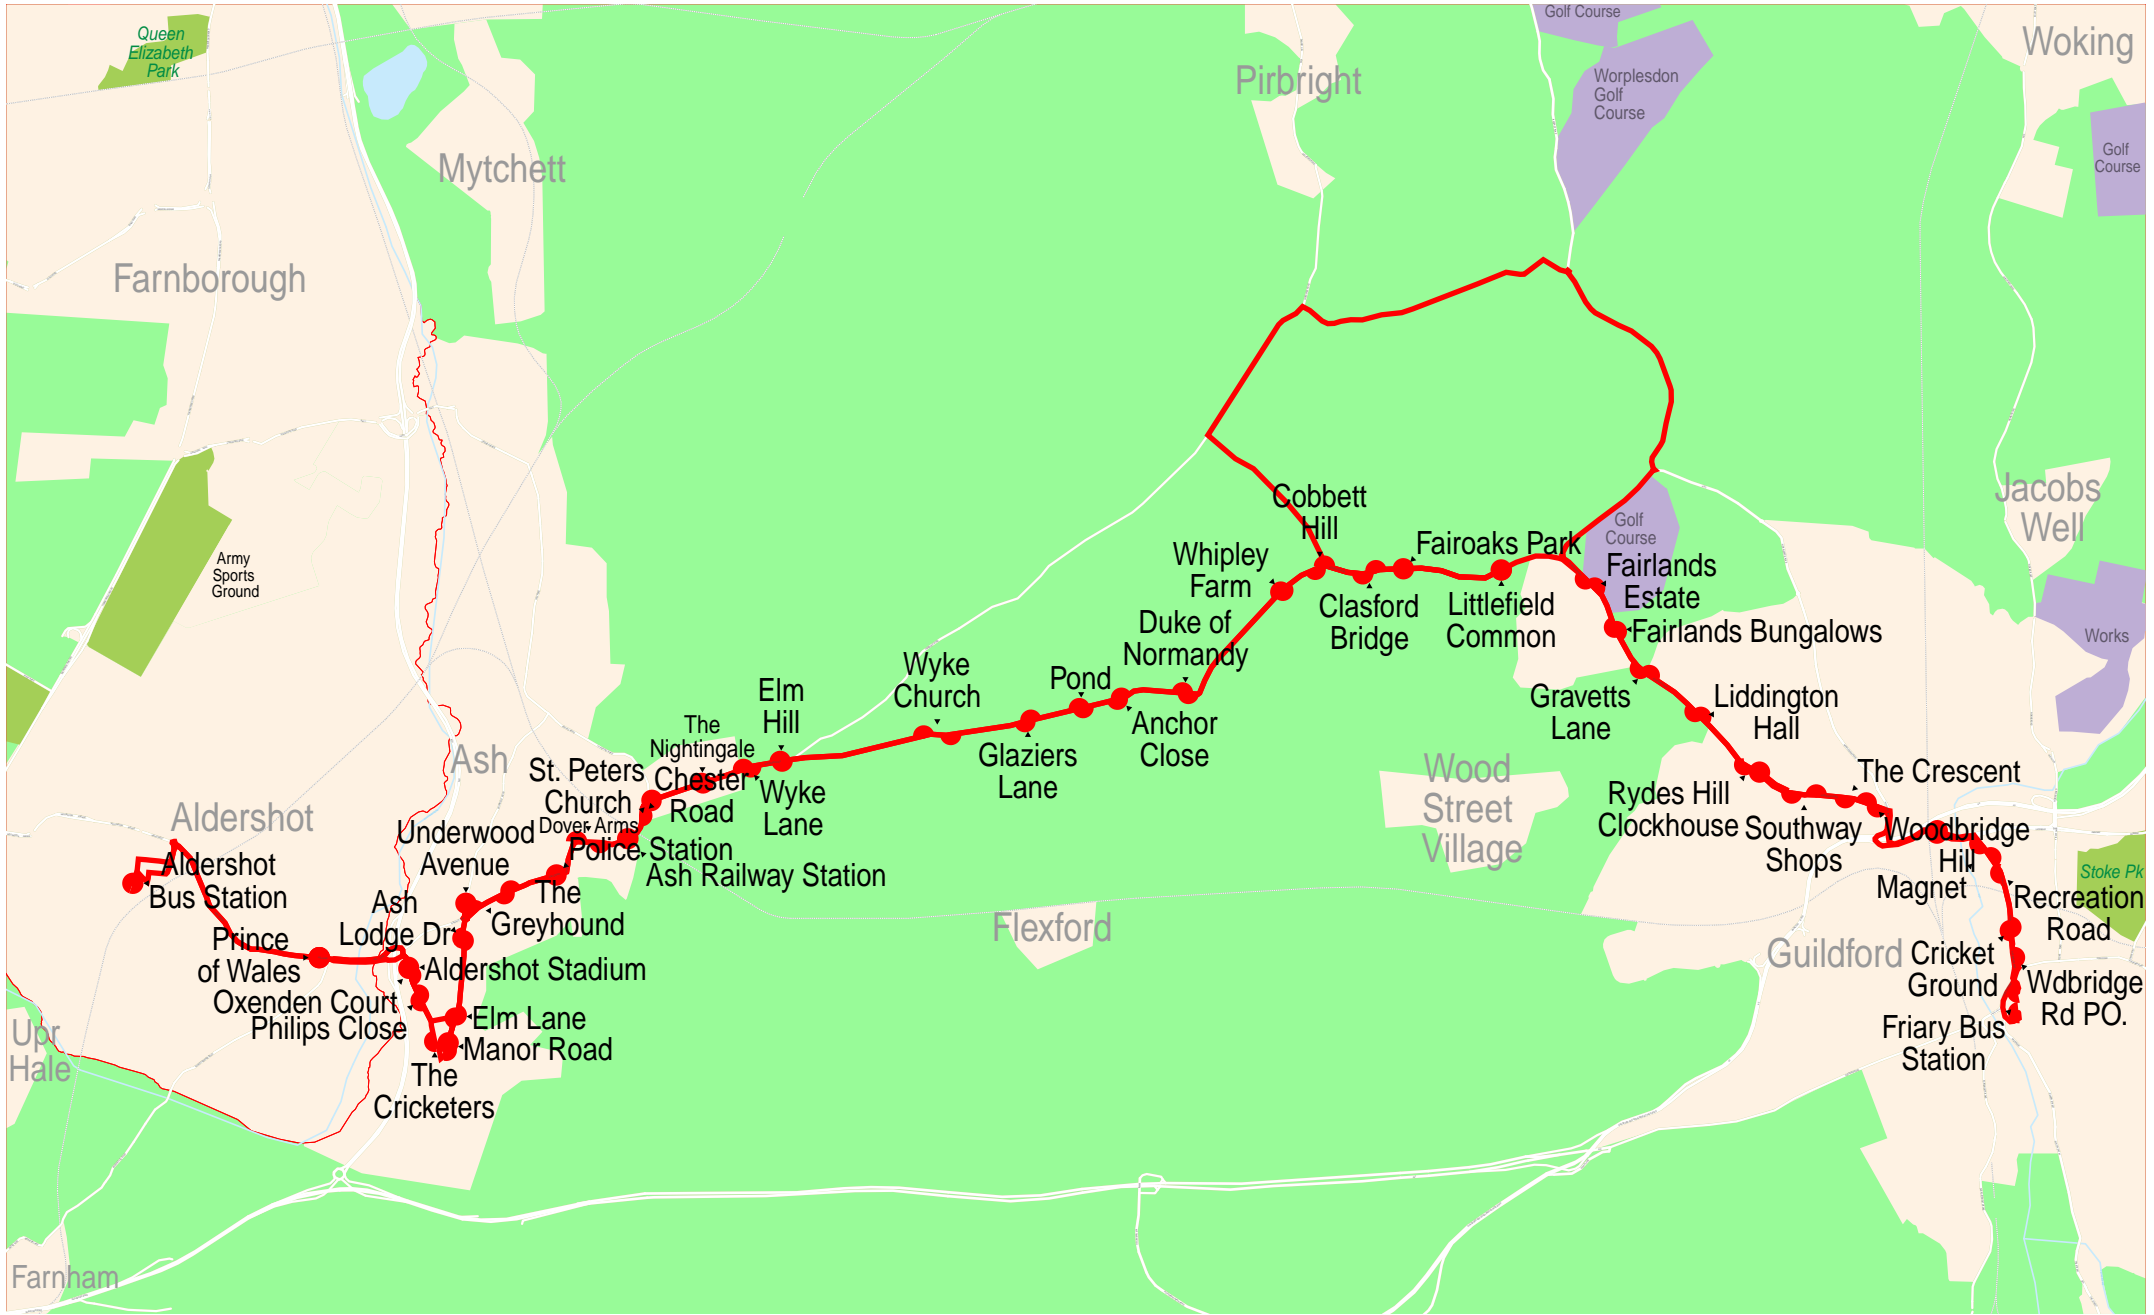 Queen
Elizabeth
Park
Golf Course
Woking
Pirbright
Worplesdon
Golf
Course
Mytchett
Golf
Course
Farnborough
Jacobs
Well
Cobbett
Hill
Golf
Course
Army
Sports
Ground
Whipley
Farm
Fairoaks Park
Fairlands
Estate
Clasford
Bridge
Littlefield
Common
Duke of
Normandy
Fairlands Bungalows
Works
Wyke
Church
Pond
Elm
Hill
Gravetts
Lane
Liddington
Hall
The
Nightingale
Anchor
Close
Glaziers
Lane
Ash
St. Peters
Church
Chester
Road
Wyke
Lane
Wood
Street
Village
The Crescent
Rydes Hill
Clockhouse
Southway
Shops
Woodbridge
Hill
Aldershot
Underwood
Avenue
Dover Arms
Police Station
Ash Railway Station
Stoke Pk
Magnet
Aldershot
Bus Station
Ash
Lodge Dr
The
Greyhound
Recreation
Road
Flexford
Guildford
Prince
of Wales
Aldershot Stadium
Cricket
Ground
Wdbridge
Rd PO.
Oxenden Court
Philips Close
Elm Lane
Manor Road
Friary Bus
Station
Upr
Hale
The
Cricketers
Farnham